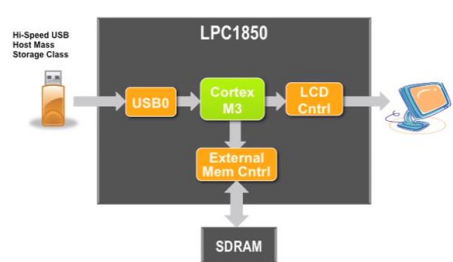 Hi-Speed USB
Host Mass
Storage Class
LPC1850
USB0
Cortex
M3
LCD
Cntrl
External
Mem Cntrl
SDRAM